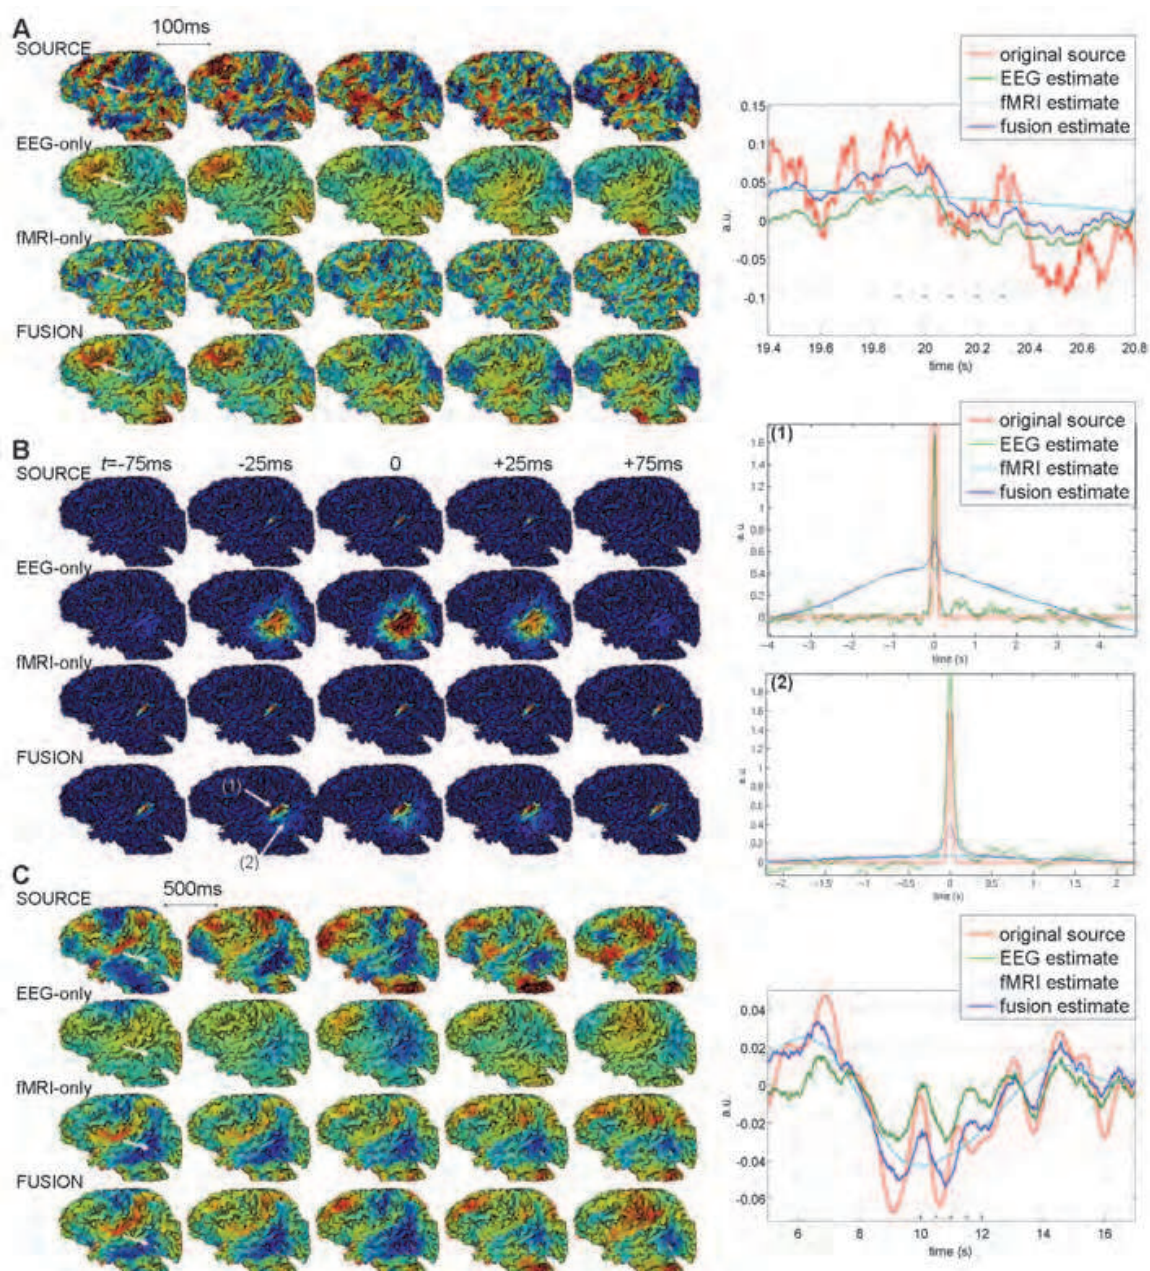 A
100ms
SOURCE
EEG-only
fMRI-only
FUSION
original source
EEG estimate
fMRI estimate
fusion estimate
0.15
0.1
0.05
0
-0.05
-0.1
a.u.
19.4 19.6 19.8 20 20.2 20.4 20.6 20.8
time (s)
B
t=-75ms -25ms 0 +25ms +75ms
SOURCE
EEG-only
fMRI-only
FUSION
(1)
(2)
(1)
original source
EEG estimate
fMRI estimate
fusion estimate
1.6
1.4
1.2
1
0.8
0.6
0.4
0.2
0
a.u.
-4 -3 -2 -1 0 1 2 3 4
time (s)
(2)
1.8
1.6
1.4
1.2
1
0.8
0.6
0.4
0.2
0
a.u.
-2 -1.5 -1 -0.5 0 0.5 1 1.5 2
time (s)
C
500ms
SOURCE
EEG-only
fMRI-only
FUSION
original source
EEG estimate
fMRI estimate
fusion estimate
0.04
0.02
0
-0.02
-0.04
-0.06
a.u.
6 8 10 12 14 16
time (s)